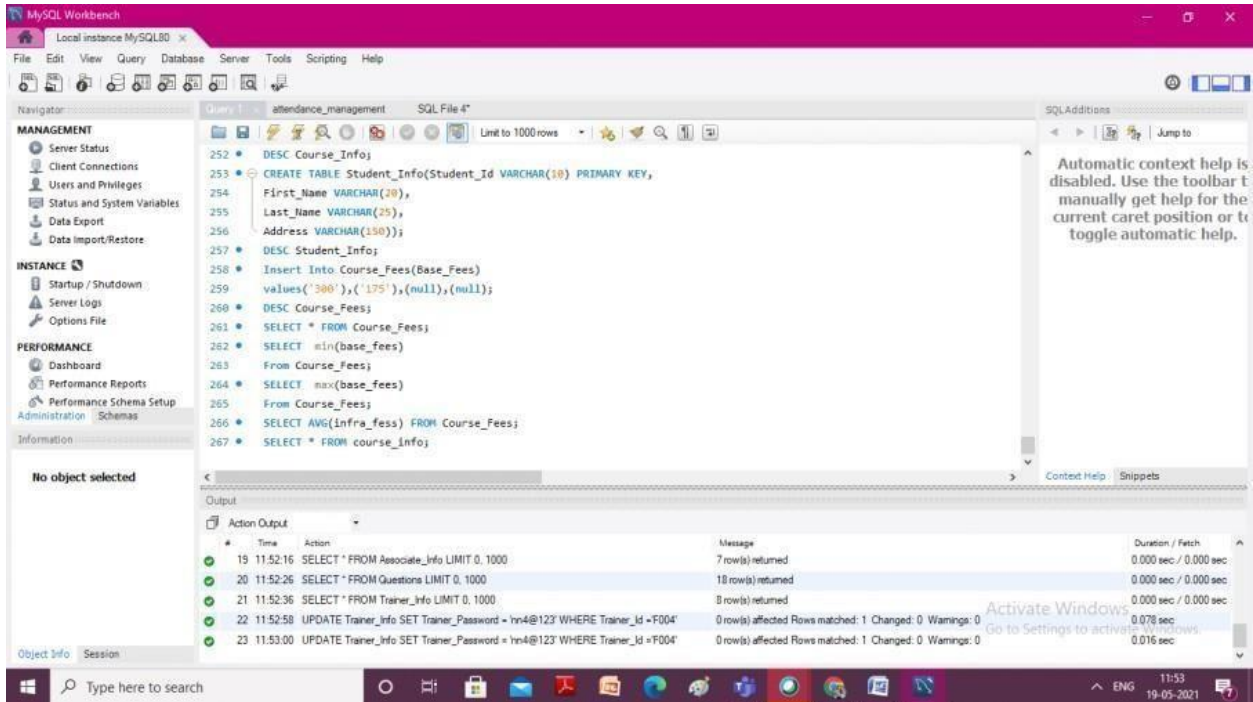 MySQL Workbench
Local instance MySQL80 ×
File Edit View Query Database Server Tools Scripting Help
Navigator
MANAGEMENT
Server Status
Client Connections
Users and Privileges
Status and System Variables
Data Export
Data Import/Restore
INSTANCE
Startup / Shutdown
Server Logs
Options File
PERFORMANCE
Dashboard
Performance Reports
Performance Schema Setup
Administration Schemas
Information
No object selected
Object Info Session
Query 1 × attendance_management SQL File 4*
Limit to 1000 rows
252 DESC Course_Info;
253 CREATE TABLE Student_Info(Student_Id VARCHAR(10) PRIMARY KEY,
254 First_Name VARCHAR(20),
255 Last_Name VARCHAR(25),
256 Address VARCHAR(150));
257 DESC Student_Info;
258 Insert Into Course_Fees(Base_Fees)
259 values('300'),('175'),(null),(null);
260 DESC Course_Fees;
261 SELECT * FROM Course_Fees;
262 SELECT min(base_fees)
263 From Course_Fees;
264 SELECT max(base_fees)
265 From Course_Fees;
266 SELECT AVG(infra_fess) FROM Course_Fees;
267 SELECT * FROM course_info;
SQLAdditions
Jump to
Automatic context help is
disabled. Use the toolbar t
manually get help for the
current caret position or to
toggle automatic help.
Context Help Snippets
Output
Action Output
# Time Action Message Duration / Fetch
19 11:52:16 SELECT * FROM Associate_Info LIMIT 0, 1000 7 row(s) returned 0.000 sec / 0.000 sec
20 11:52:26 SELECT * FROM Questions LIMIT 0, 1000 18 row(s) returned 0.000 sec / 0.000 sec
21 11:52:36 SELECT * FROM Trainer_Info LIMIT 0, 1000 8 row(s) returned 0.000 sec / 0.000 sec
22 11:52:58 UPDATE Trainer_Info SET Trainer_Password = 'nn4@123' WHERE Trainer_Id ='F004' 0 row(s) affected Rows matched: 1 Changed: 0 Warnings: 0 0.078 sec
23 11:53:00 UPDATE Trainer_Info SET Trainer_Password = 'nn4@123' WHERE Trainer_Id ='F004' 0 row(s) affected Rows matched: 1 Changed: 0 Warnings: 0 0.016 sec
Activate Windows
Go to Settings to activate Windows.
Type here to search
ENG
11:53
19-05-2021